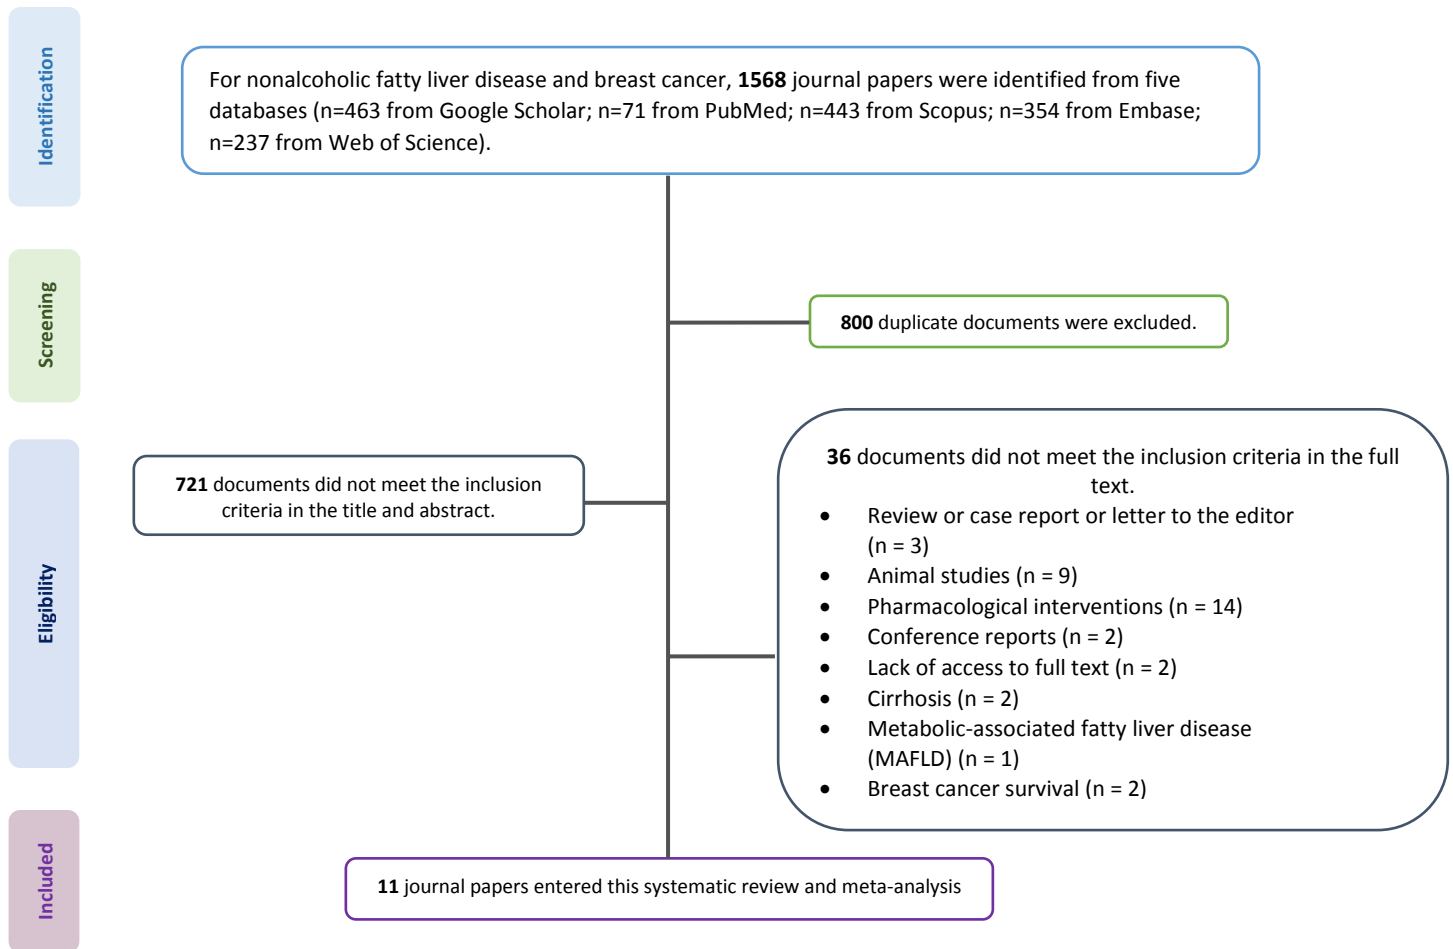 Identification
For nonalcoholic fatty liver disease and breast cancer, 1568 journal papers were identified from five
databases (n=463 from Google Scholar; n=71 from PubMed; n=443 from Scopus; n=354 from Embase;
n=237 from Web of Science).
Screening
800 duplicate documents were excluded.
Eligibility
721 documents did not meet the inclusion
criteria in the title and abstract.
36 documents did not meet the inclusion criteria in the full
text.
• Review or case report or letter to the editor
(n = 3)
• Animal studies (n = 9)
• Pharmacological interventions (n = 14)
• Conference reports (n = 2)
• Lack of access to full text (n = 2)
• Cirrhosis (n = 2)
• Metabolic-associated fatty liver disease
(MAFLD) (n = 1)
• Breast cancer survival (n = 2)
Included
11 journal papers entered this systematic review and meta-analysis